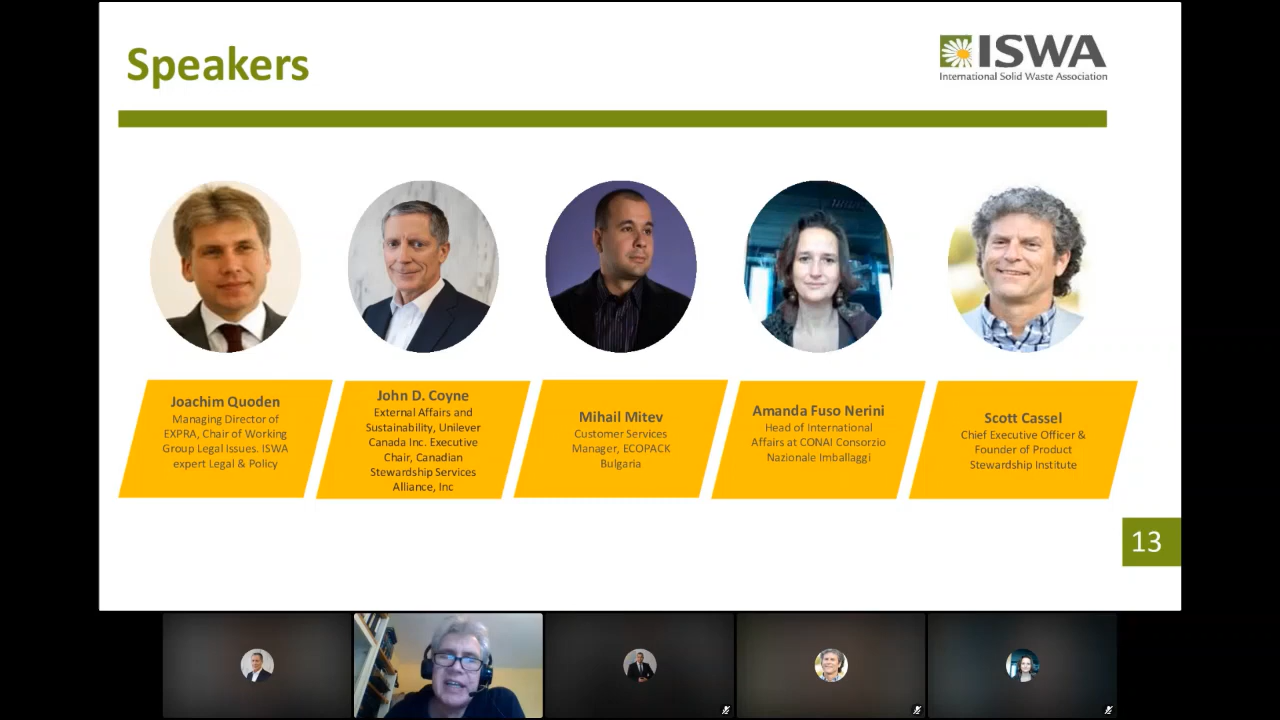 Speakers
ISWA
International Solid Waste Association
Joachim Quoden
Managing Director of
EXPRA, Chair of Working
Group Legal Issues. ISWA
expert Legal & Policy
John D. Coyne
External Affairs and
Sustainability, Unilever
Canada Inc. Executive
Chair, Canadian
Stewardship Services
Alliance, Inc
Mihail Mitev
Customer Services
Manager, ECOPACK
Bulgaria
Amanda Fuso Nerini
Head of International
Affairs at CONAI Consorzio
Nazionale Imballaggi
Scott Cassel
Chief Executive Officer &
Founder of Product
Stewardship Institute
13